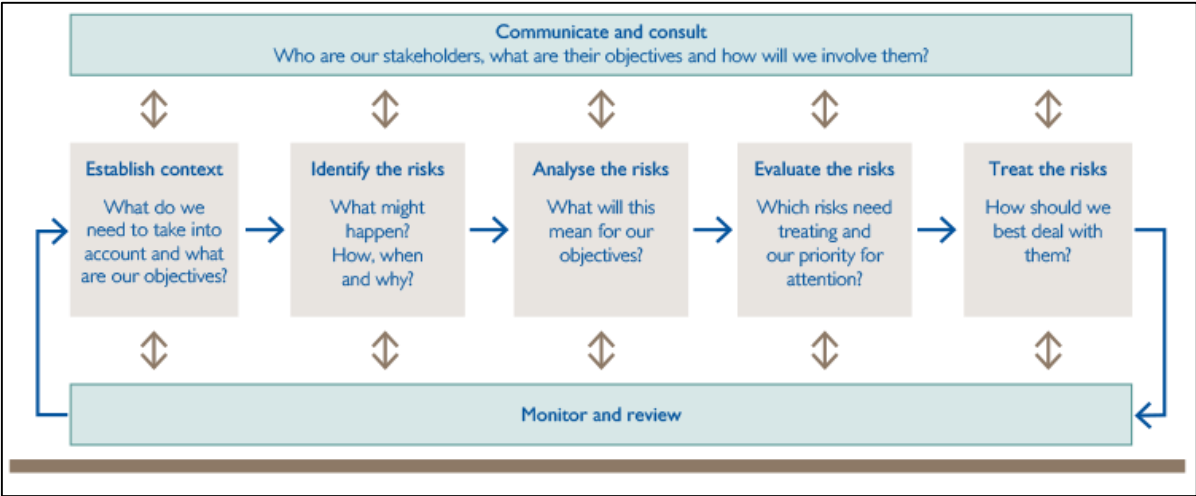 Communicate and consult
Who are our stakeholders, what are their objectives and how will we involve them?
Establish context
What do we
need to take into
account and what
are our objectives?
Identify the risks
What might
happen?
How, when
and why?
Analyse the risks
What will this
mean for our
objectives?
Evaluate the risks
Which risks need
treating and
our priority for
attention?
Treat the risks
How should we
best deal with
them?
Monitor and review